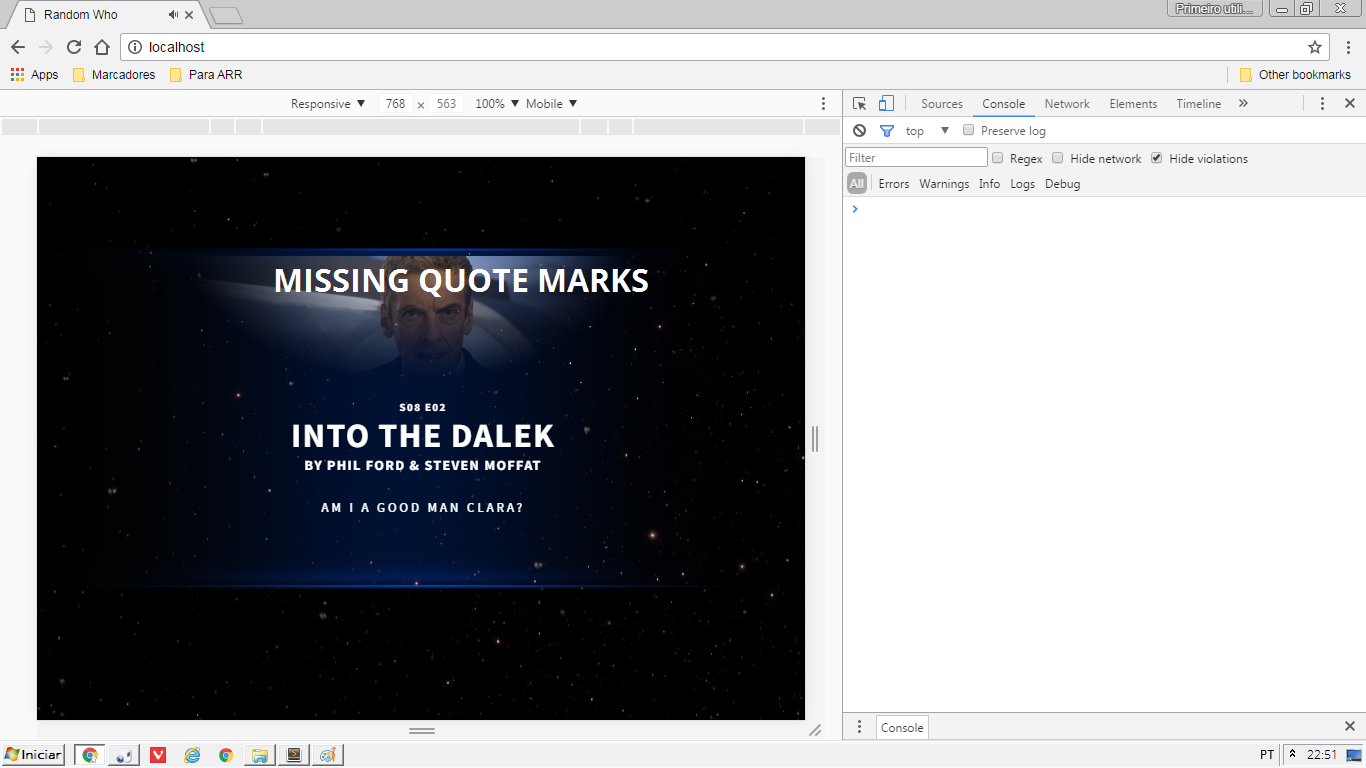 Random Who
Primeiro utili...
localhost
Apps Marcadores Para ARR Other bookmarks
Responsive ▼ 768 × 563 100% ▼ Mobile ▼
Sources Console Network Elements Timeline »
top ▼ Preserve log
Filter Regex Hide network Hide violations
All Errors Warnings Info Logs Debug
MISSING QUOTE MARKS
S08 E02
INTO THE DALEK
BY PHIL FORD & STEVEN MOFFAT
AM I A GOOD MAN CLARA?
Console
Iniciar PT 22:51